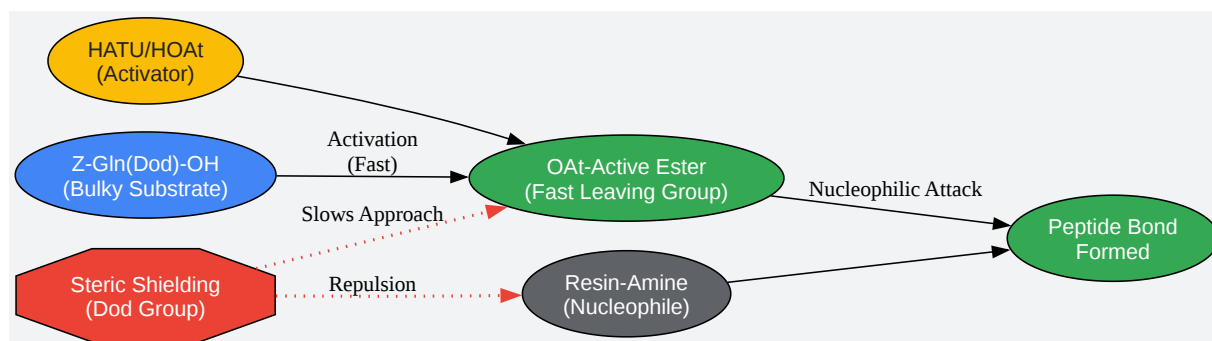 HATU/HOAt
(Activator)
Z-Gln(Dod)-OH
(Bulky Substrate)
Activation
(Fast)
OAt-Active Ester
(Fast Leaving Group)
Nucleophilic Attack
Slows Approach
Peptide Bond
Formed
Steric Shielding
(Dod Group)
Repulsion
Resin-Amine
(Nucleophile)